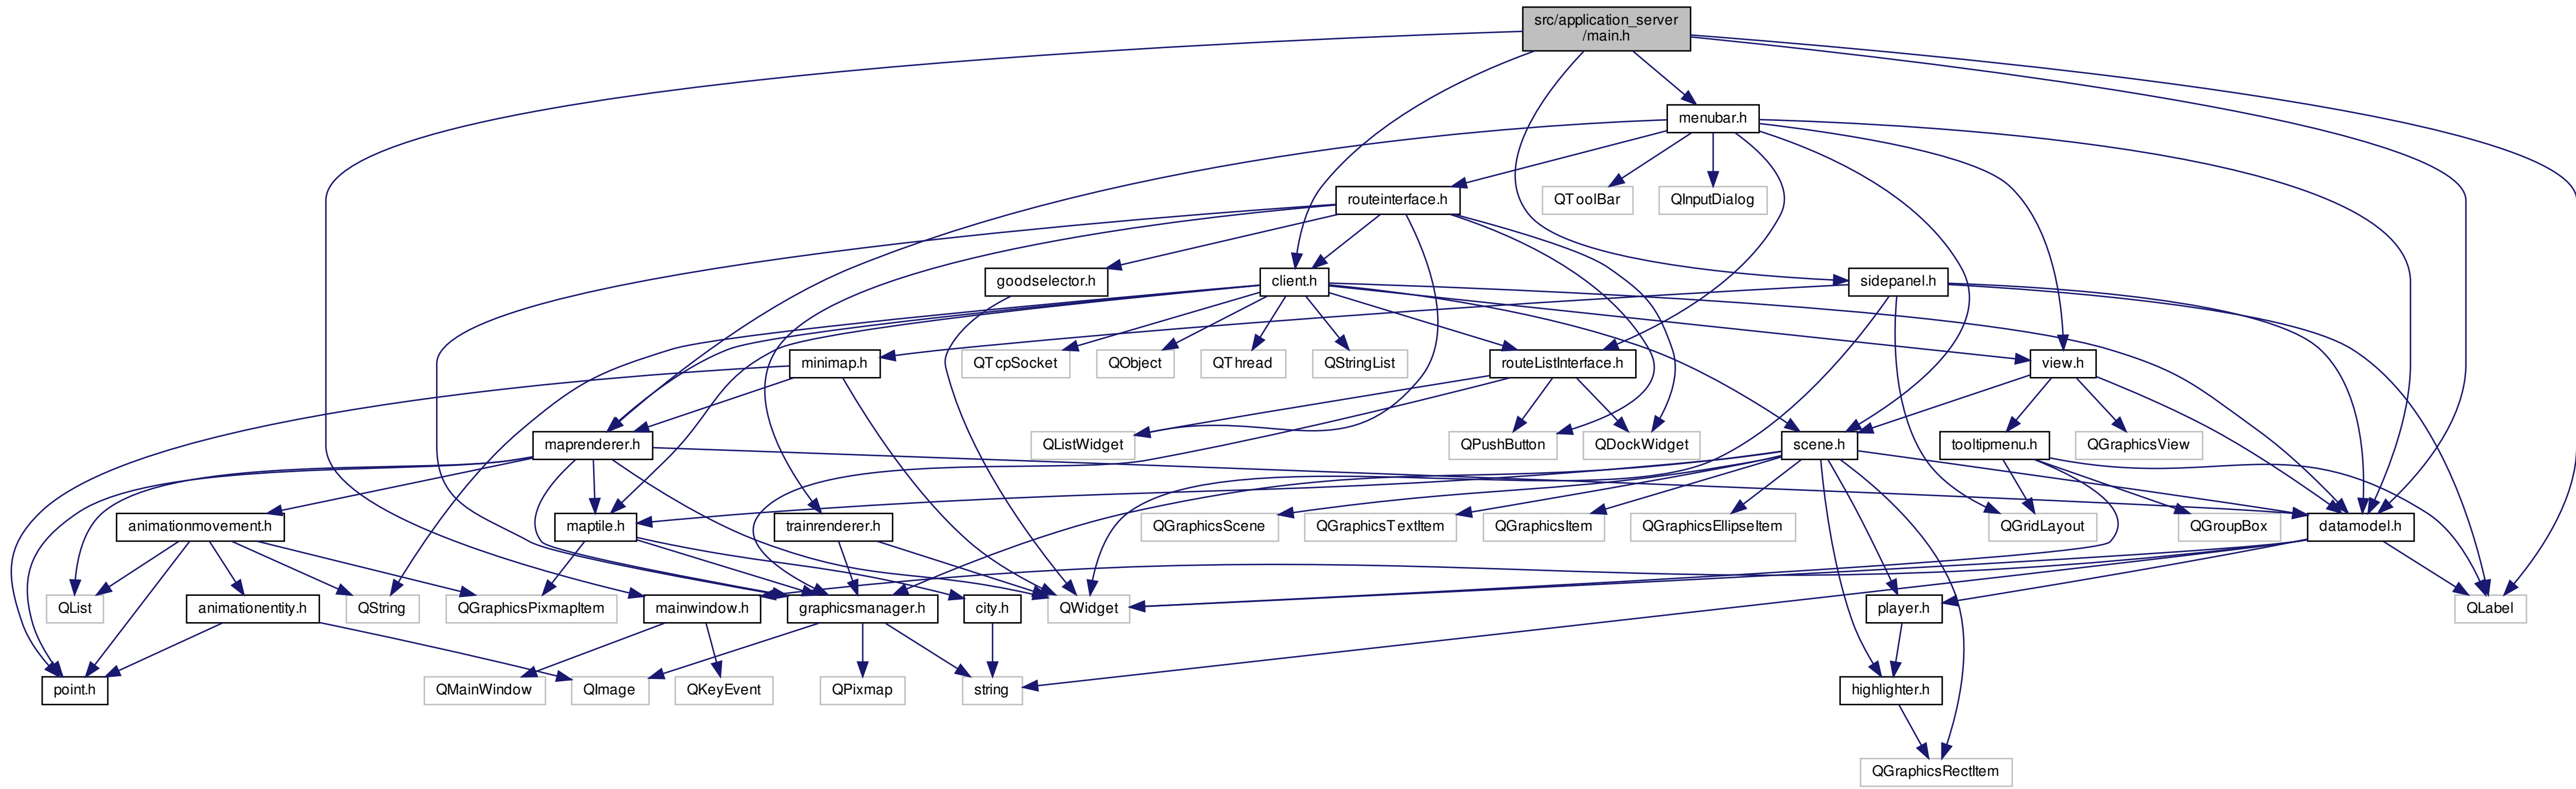 src/application_server
/main.h
menubar.h
routeinterface.h
QToolBar
QInputDialog
goodselector.h
client.h
sidepanel.h
minimap.h
QTcpSocket
QObject
QThread
QStringList
routeListInterface.h
view.h
maprenderer.h
QListWidget
QPushButton
QDockWidget
scene.h
tooltipmenu.h
QGraphicsView
animationmovement.h
maptile.h
trainrenderer.h
QGraphicsScene
QGraphicsTextItem
QGraphicsItem
QGraphicsEllipseItem
QGridLayout
QGroupBox
datamodel.h
QList
animationentity.h
QString
QGraphicsPixmapItem
mainwindow.h
graphicsmanager.h
city.h
QWidget
player.h
QLabel
point.h
QMainWindow
QImage
QKeyEvent
QPixmap
string
highlighter.h
QGraphicsRectItem